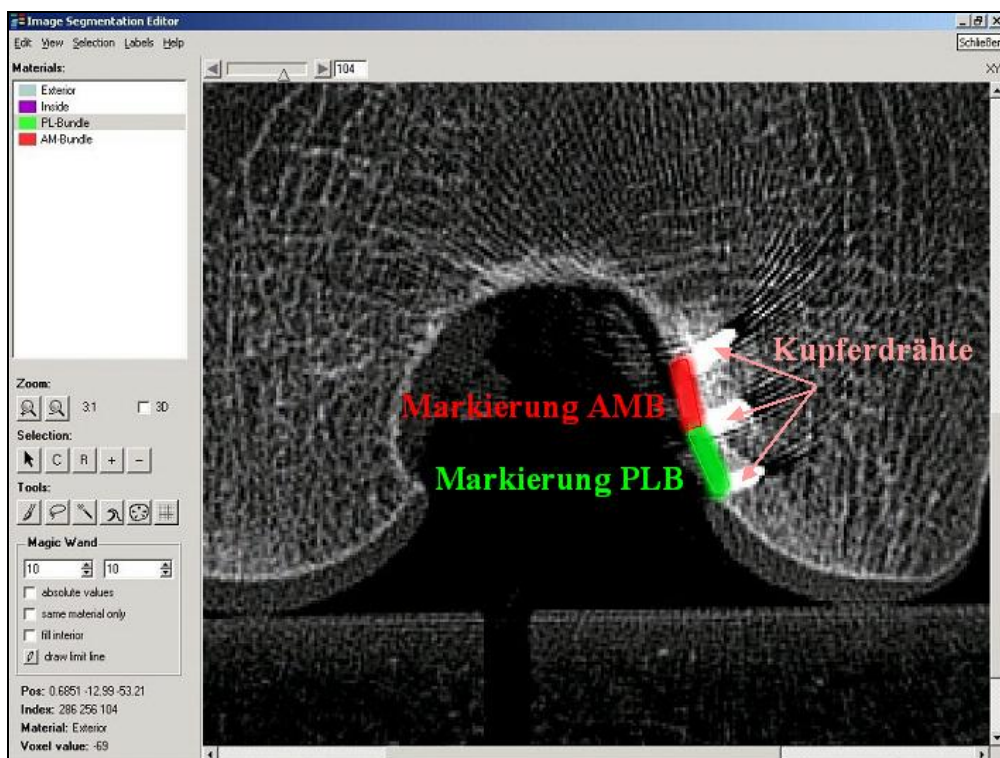 Image Segmentation Editor
Edit View Selection Labels Help
Schließen
Materials:
104
XY
Exterior
Inside
PL-Bundle
AM-Bundle
Kupferdrähte
Markierung AMB
Markierung PLB
Zoom:
3:1
3D
Selection:
C R + -
Tools:
Magic Wand
10 10
absolute values
same material only
fill interior
draw limit line
Pos: 0.6851 -12.99 -53.21
Index: 286 256 104
Material: Exterior
Voxel value: -69